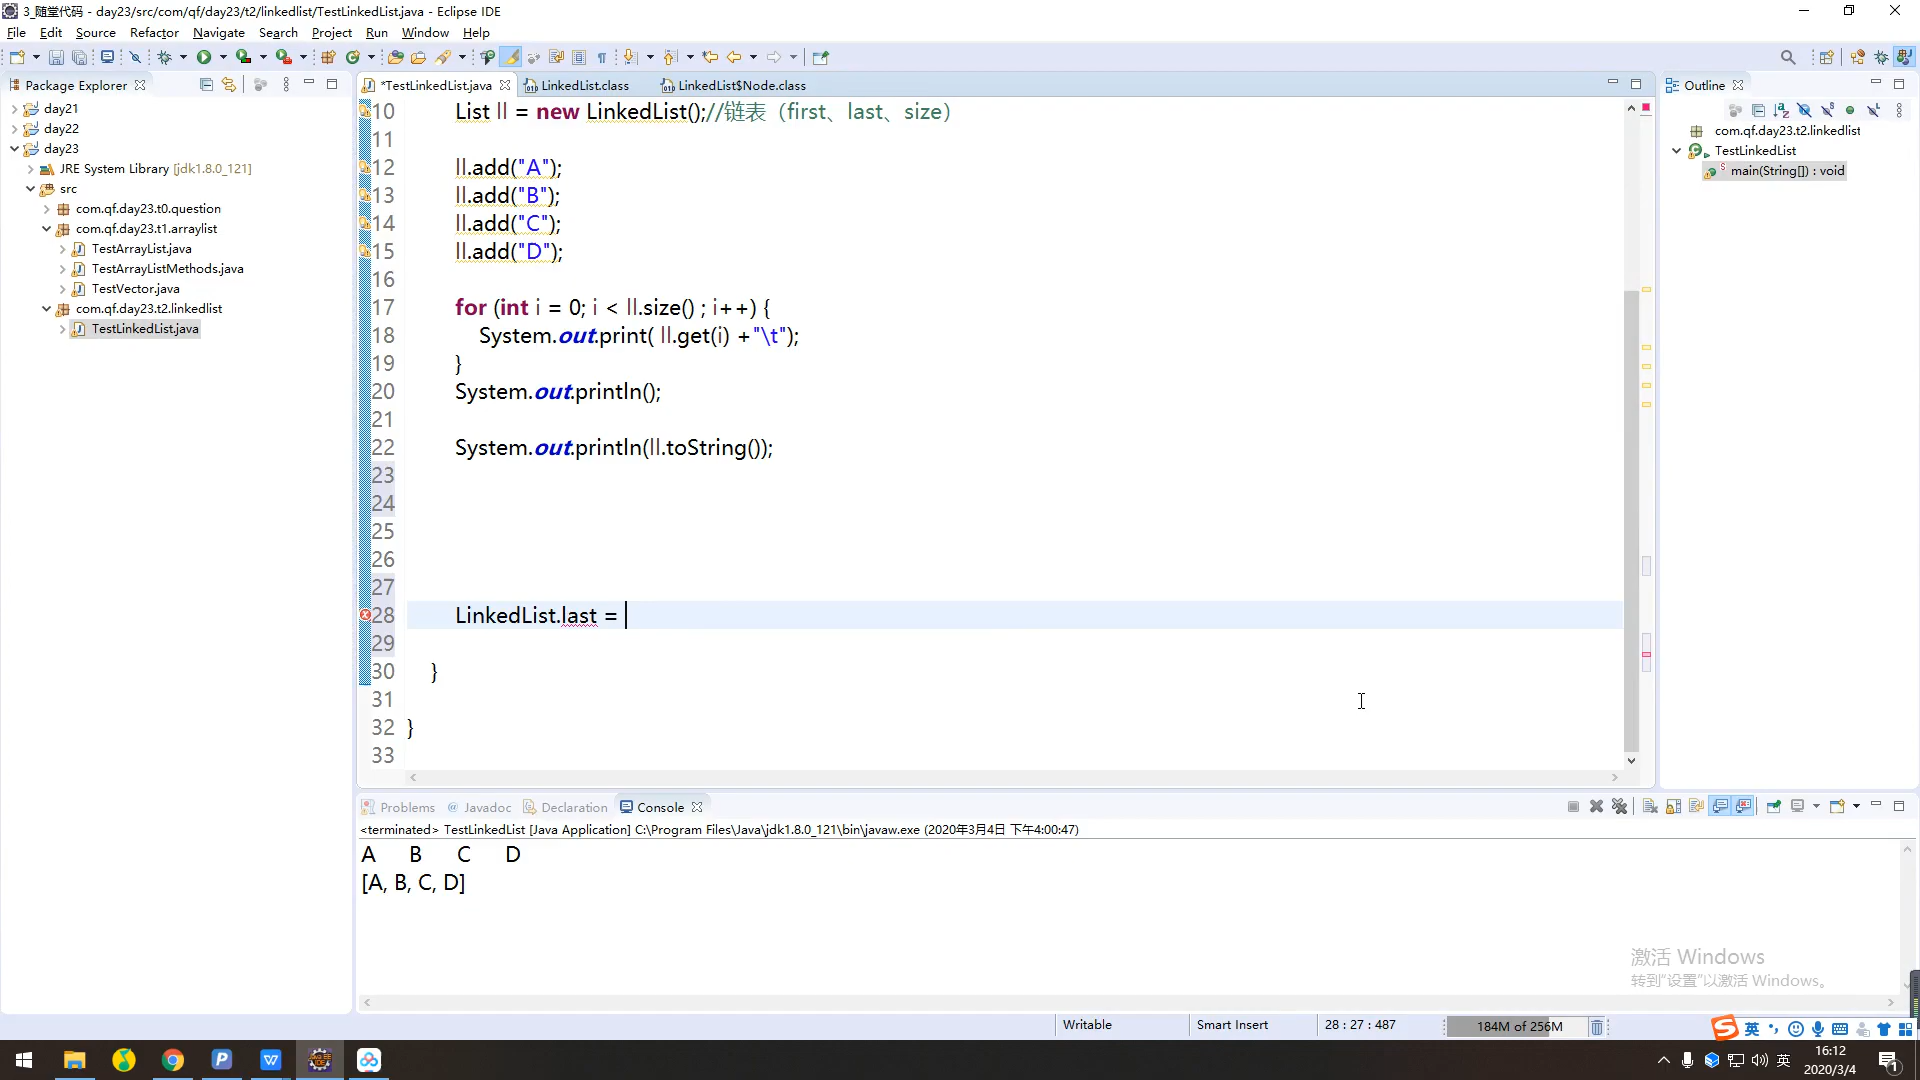 3_随堂代码 - day23/src/com/qf/day23/t2/linkedlist/TestLinkedList.java - Eclipse IDE
File Edit Source Refactor Navigate Search Project Run Window Help
Package Explorer
day21
day22
day23
JRE System Library [jdk1.8.0_121]
src
com.qf.day23.t0.question
com.qf.day23.t1.arraylist
TestArrayList.java
TestArrayListMethods.java
TestVector.java
com.qf.day23.t2.linkedlist
TestLinkedList.java
*TestLinkedList.java LinkedList.class LinkedList$Node.class
10 List ll = new LinkedList();//链表（first、last、size）
11
12 ll.add("A");
13 ll.add("B");
14 ll.add("C");
15 ll.add("D");
16
17 for (int i = 0; i < ll.size() ; i++) {
18 System.out.print( ll.get(i) +"\t");
19 }
20 System.out.println();
21
22 System.out.println(ll.toString());
23
24
25
26
27
28 LinkedList.last =
29
30 }
31
32 }
33
Outline
com.qf.day23.t2.linkedlist
TestLinkedList
main(String[]) : void
Problems Javadoc Declaration Console
<terminated> TestLinkedList [Java Application] C:\Program Files\Java\jdk1.8.0_121\bin\javaw.exe (2020年3月4日 下午4:00:47)
A B C D
[A, B, C, D]
激活 Windows
转到"设置"以激活 Windows。
Writable Smart Insert 28 : 27 : 487 184M of 256M
英
英 16:12
2020/3/4
1